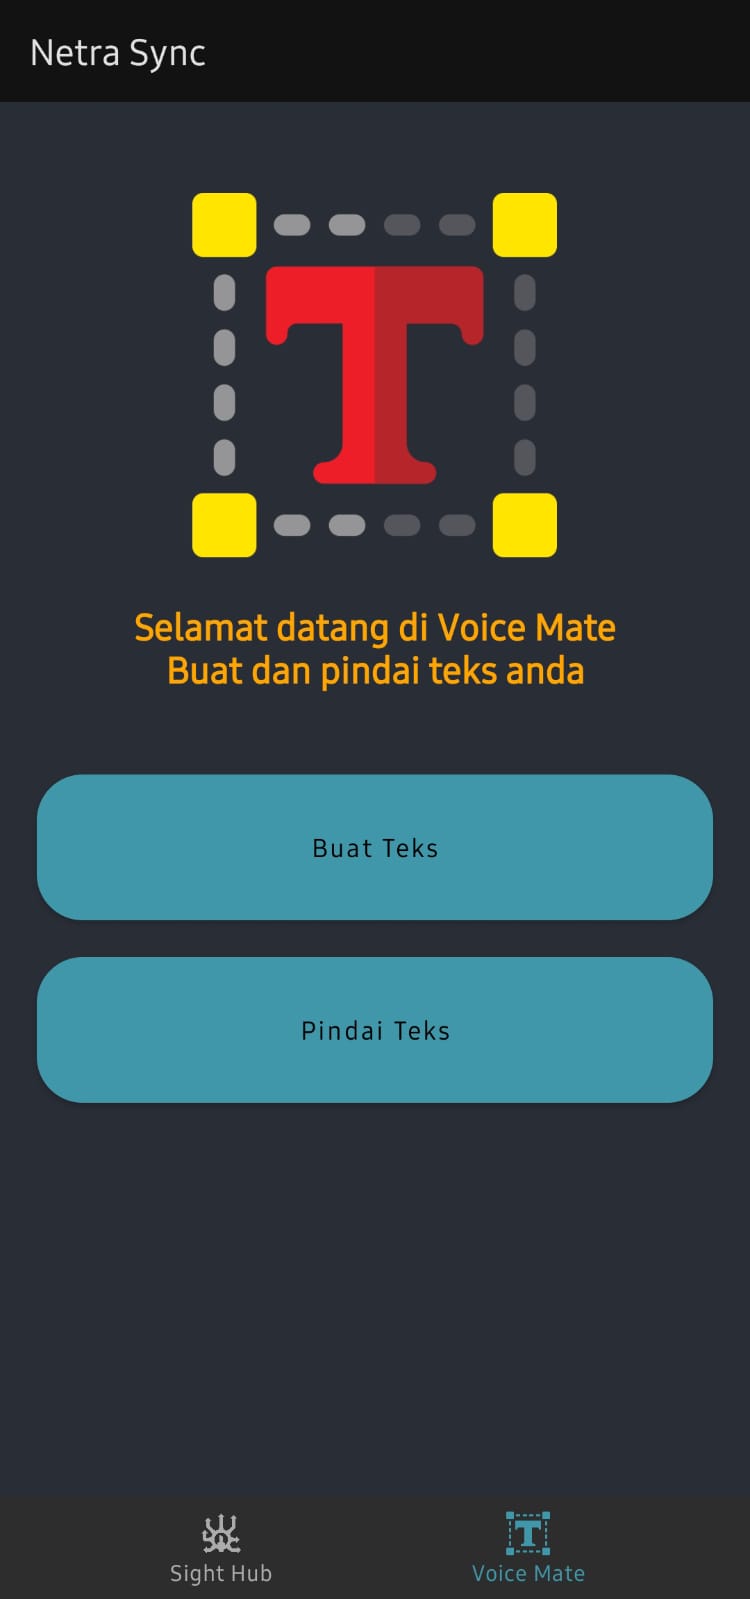 Netra Sync
T
Selamat datang di Voice Mate
Buat dan pindai teks anda
Buat Teks
Pindai Teks
T
Sight Hub
Voice Mate